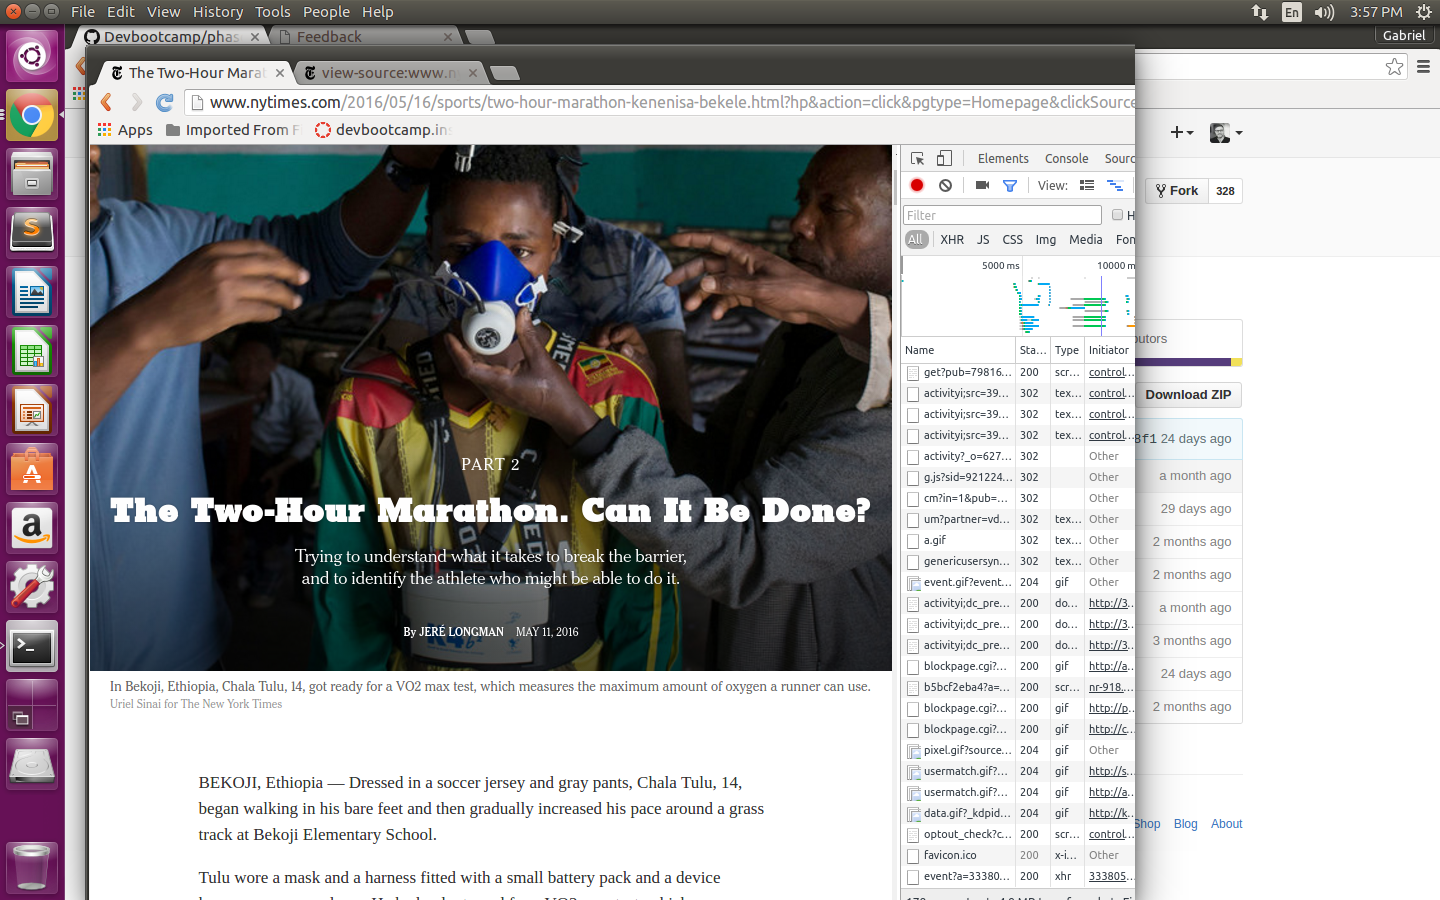 File Edit View History Tools People Help
En 3:57 PM
Devbootcamp/phas
Feedback
Gabriel
The Two-Hour Mara
view-source:www.n
www.nytimes.com/2016/05/16/sports/two-hour-marathon-kenenisa-bekele.html?hp&action=click&pgtype=Homepage&clickSource
Apps
Imported From F
devbootcamp.ins
PART 2
The Two-Hour Marathon. Can It Be Done?
Trying to understand what it takes to break the barrier,
and to identify the athlete who might be able to do it.
By JERÉ LONGMAN MAY 11, 2016
In Bekoji, Ethiopia, Chala Tulu, 14, got ready for a VO2 max test, which measures the maximum amount of oxygen a runner can use.
Uriel Sinai for The New York Times
BEKOJI, Ethiopia — Dressed in a soccer jersey and gray pants, Chala Tulu, 14,
began walking in his bare feet and then gradually increased his pace around a grass
track at Bekoji Elementary School.
Tulu wore a mask and a harness fitted with a small battery pack and a device
Elements Console Sourc
View:
Filter
H
All XHR JS CSS Img Media Fon
5000 ms 10000 m
Name Sta... Type Initiator
get?pub=79816... 200 scr... control...
activityi;src=39... 302 tex... control...
activityi;src=39... 302 tex... control...
activityi;src=39... 302 tex... control...
activity?_o=627... 302 Other
g.js?sid=921224... 302 Other
cm?in=1&pub=... 302 Other
um?partner=vd... 302 tex... Other
a.gif 302 tex... Other
genericusersyn... 302 tex... Other
event.gif?event... 204 gif Other
activityi;dc_pre... 200 do... http://3...
activityi;dc_pre... 200 do... http://3...
activityi;dc_pre... 200 do... http://3...
blockpage.cgi?... 200 gif http://a...
b5bcf2eba4?a=... 200 scr... nr-918....
blockpage.cgi?... 200 gif http://p...
blockpage.cgi?... 200 gif http://c...
pixel.gif?source... 204 gif Other
usermatch.gif?... 204 gif http://s...
usermatch.gif?... 204 gif http://a...
data.gif?_kdpid... 204 gif http://k...
optout_check?c... 200 scr... control...
favicon.ico 200 x-i... Other
event?a=33380... 200 xhr 333805...
Fork 328
utors
Download ZIP
8f1 24 days ago
a month ago
29 days ago
2 months ago
2 months ago
a month ago
3 months ago
24 days ago
2 months ago
Shop Blog About